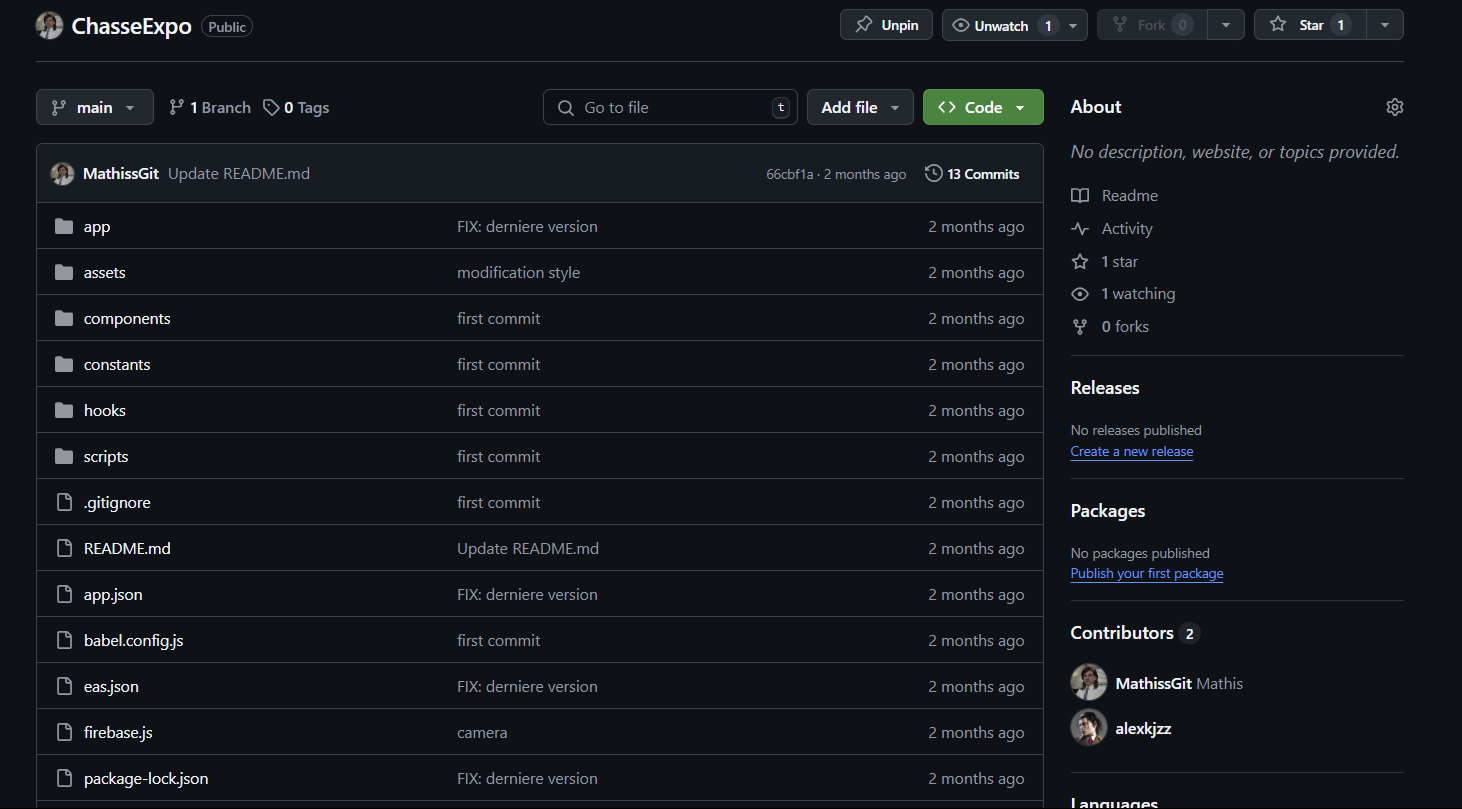 ChasseExpo Public Unpin Unwatch 1 Fork 0 Star 1
main 1 Branch 0 Tags Go to file t Add file Code
MathissGit Update README.md 66cbf1a · 2 months ago 13 Commits
app FIX: derniere version 2 months ago
assets modification style 2 months ago
components first commit 2 months ago
constants first commit 2 months ago
hooks first commit 2 months ago
scripts first commit 2 months ago
.gitignore first commit 2 months ago
README.md Update README.md 2 months ago
app.json FIX: derniere version 2 months ago
babel.config.js first commit 2 months ago
eas.json FIX: derniere version 2 months ago
firebase.js camera 2 months ago
package-lock.json FIX: derniere version 2 months ago
About
No description, website, or topics provided.
Readme
Activity
1 star
1 watching
0 forks
Releases
No releases published
Create a new release
Packages
No packages published
Publish your first package
Contributors 2
MathissGit Mathis
alexkjzz
Languages